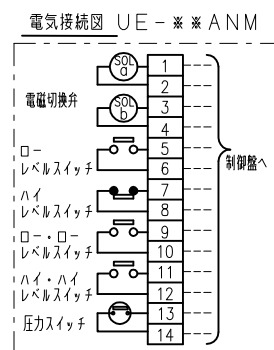 電気接続図 UE-※※ANM
SOL
a
電磁切換弁
SOL
b
ロー
レベルスイッチ
ハイ
レベルスイッチ
ロー・ロー
レベルスイッチ
ハイ・ハイ
レベルスイッチ
圧力スイッチ
1
2
3
4
5
6
7
8
9
10
11
12
13
14
制御盤へ